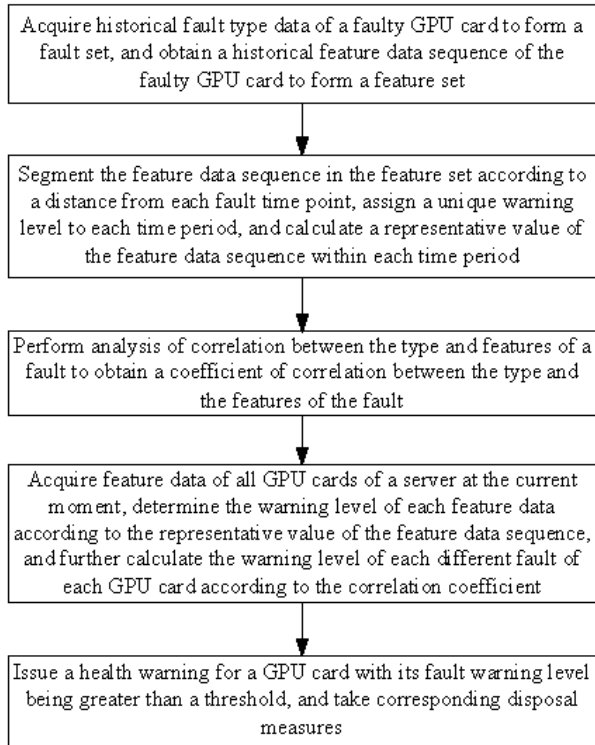 Acquire historical fault type data of a faulty GPU card to form a
fault set, and obtain a historical feature data sequence of the
faulty GPU card to form a feature set
Segment the feature data sequence in the feature set according to
a distance from each fault time point, assign a unique warning
level to each time period, and calculate a representative value of
the feature data sequence within each time period
Perform analysis of correlation between the type and features of a
fault to obtain a coefficient of correlation between the type and
the features of the fault
Acquire feature data of all GPU cards of a server at the current
moment, determine the warning level of each feature data
according to the representative value of the feature data sequence,
and further calculate the warning level of each different fault of
each GPU card according to the correlation coefficient
Issue a health warning for a GPU card with its fault warning level
being greater than a threshold, and take corresponding disposal
measures